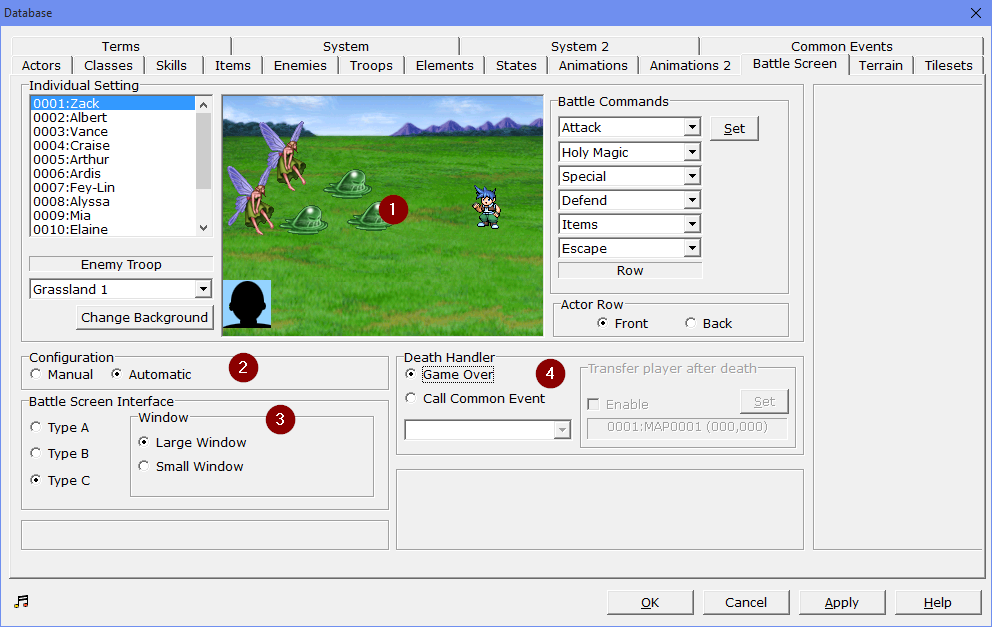 Database
Terms System System 2 Common Events
Actors Classes Skills Items Enemies Troops Elements States Animations Animations 2 Battle Screen Terrain Tilesets
Individual Setting
0001:Zack
0002:Albert
0003:Vance
0004:Craise
0005:Arthur
0006:Ardis
0007:Fey-Lin
0008:Alyssa
0009:Mia
0010:Elaine
Enemy Troop
Grassland 1
Change Background
1
Battle Commands
Attack
Set
Holy Magic
Special
Defend
Items
Escape
Row
Actor Row
Front Back
Configuration
Manual Automatic
2
Battle Screen Interface
Type A
Type B
Type C
Window
3
Large Window
Small Window
Death Handler
Game Over
Call Common Event
4
Transfer player after death
Enable
Set
0001:MAP0001 (000,000)
OK Cancel Apply Help